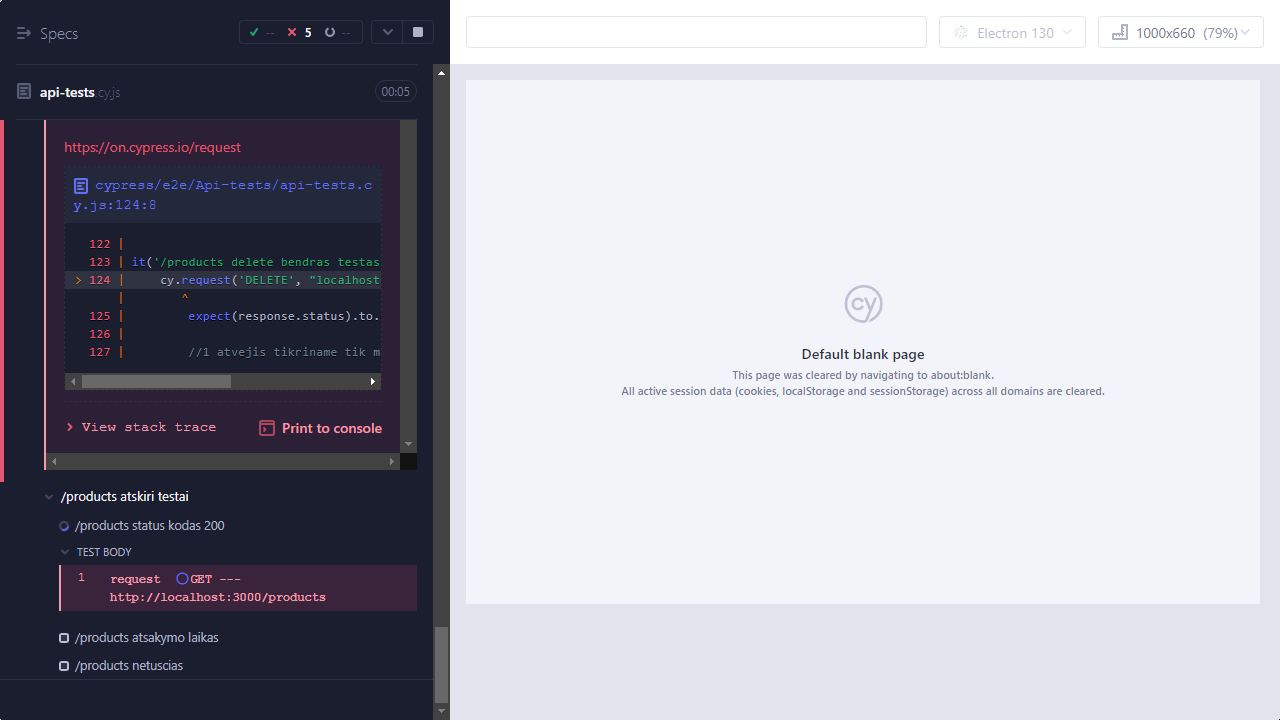 Specs
-- 5 --
Electron 130
1000x660 (79%)
api-tests cy.js
00:05
https://on.cypress.io/request
cypress/e2e/Api-tests/api-tests.c
y.js:124:8
122 |
123 | it('/products delete bendras testas
> 124 | cy.request('DELETE', "localhost
| ^
125 | expect(response.status).to.
126 |
127 | //1 atvejis tikriname tik m
View stack trace
Print to console
/products atskiri testai
/products status kodas 200
TEST BODY
1 request GET ---
http://localhost:3000/products
/products atsakymo laikas
/products netuscias
cy
Default blank page
This page was cleared by navigating to about:blank.
All active session data (cookies, localStorage and sessionStorage) across all domains are cleared.